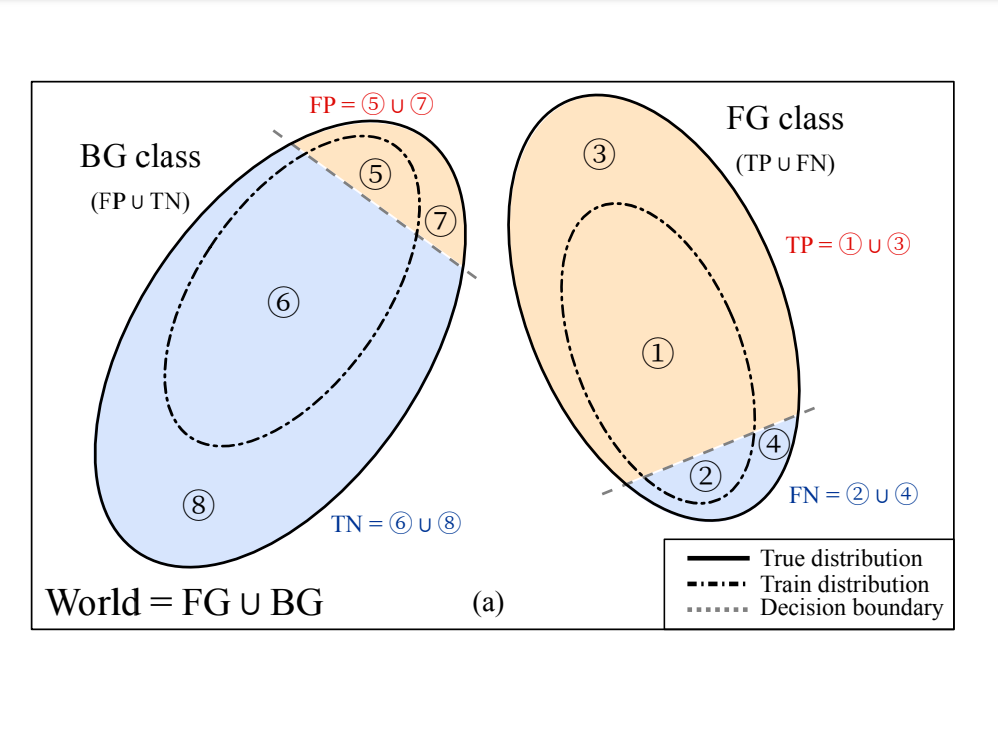 FP = ⑤ ∪ ⑦
BG class
(FP ∪ TN)
FG class
(TP ∪ FN)
③
⑤
⑦
TP = ① ∪ ③
⑥
①
④
②
FN = ② ∪ ④
⑧
TN = ⑥ ∪ ⑧
World = FG ∪ BG
(a)
True distribution
Train distribution
Decision boundary